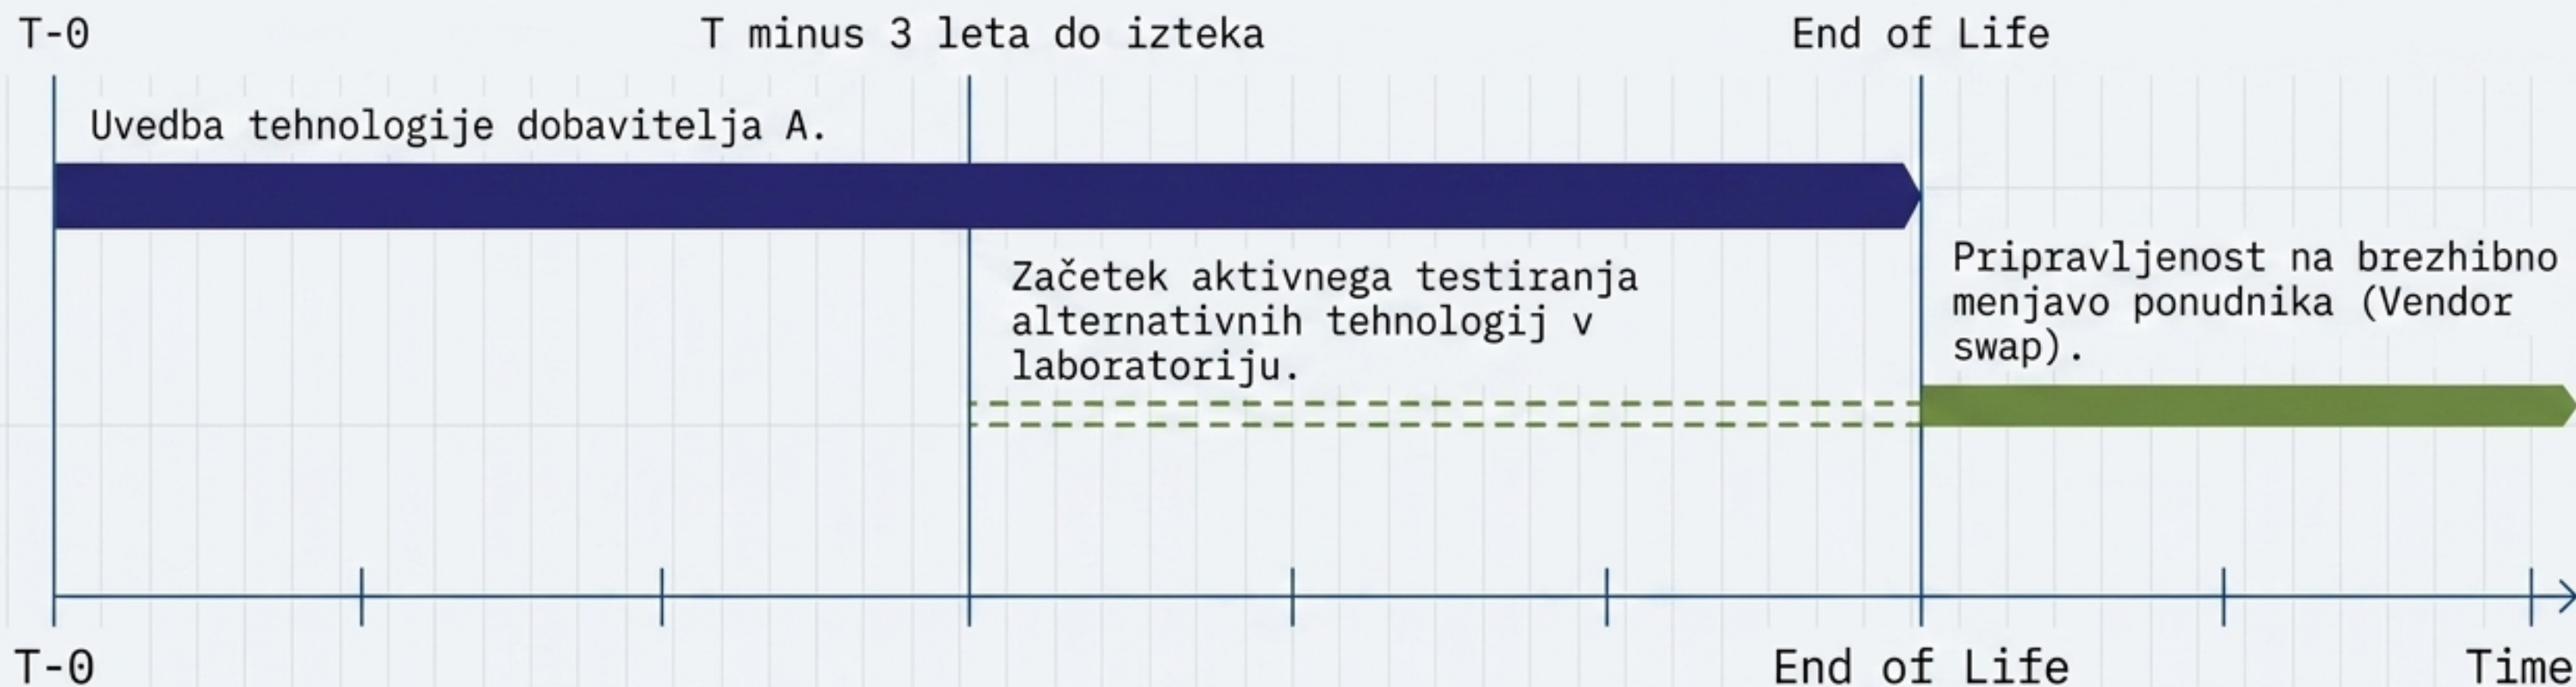 T-0
T minus 3 leta do izteka
End of Life
Uvedba tehnologije dobavitelja A.
Začetek aktivnega testiranja
alternativnih tehnologij v
laboratoriju.
Pripravljenost na brezhibno
menjavo ponudnika (Vendor
swap).
T-0
End of Life
Time